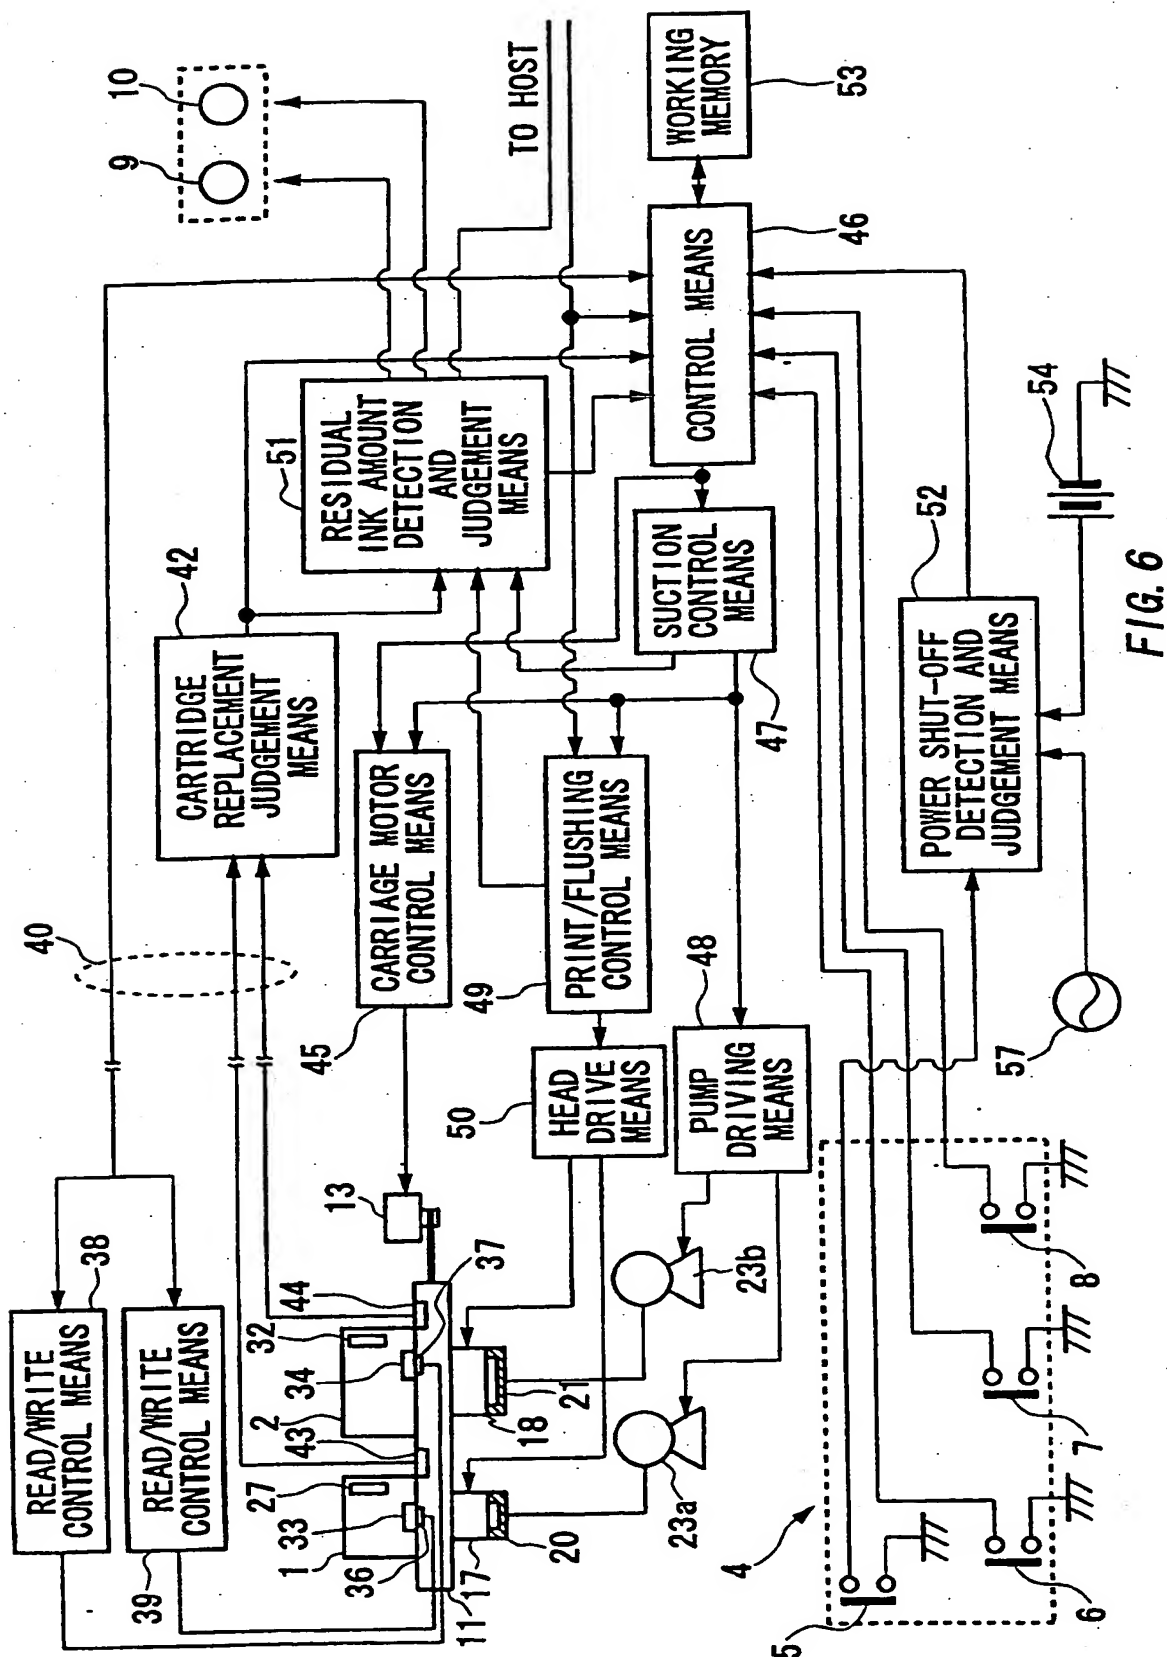 10
9
TO HOST
WORKING
MEMORY
53
CONTROL MEANS
46
51
RESIDUAL
INK AMOUNT
DETECTION
AND
JUDGEMENT
MEANS
42
CARTRIDGE
REPLACEMENT
JUDGEMENT
MEANS
SUCTION
CONTROL
MEANS
47
54
52
POWER SHUT-OFF
DETECTION AND
JUDGEMENT MEANS
57
40
CARRIAGE MOTOR
CONTROL MEANS
45
PRINT/FLUSHING
CONTROL MEANS
49
HEAD
DRIVE
MEANS
50
PUMP
DRIVING
MEANS
48
13
READ/WRITE
CONTROL MEANS
38
READ/WRITE
CONTROL MEANS
39
44
37
32
34
2
43
27
33
1
36
11
17
20
18
21
23b
23a
4
5
6
7
8
FIG. 6